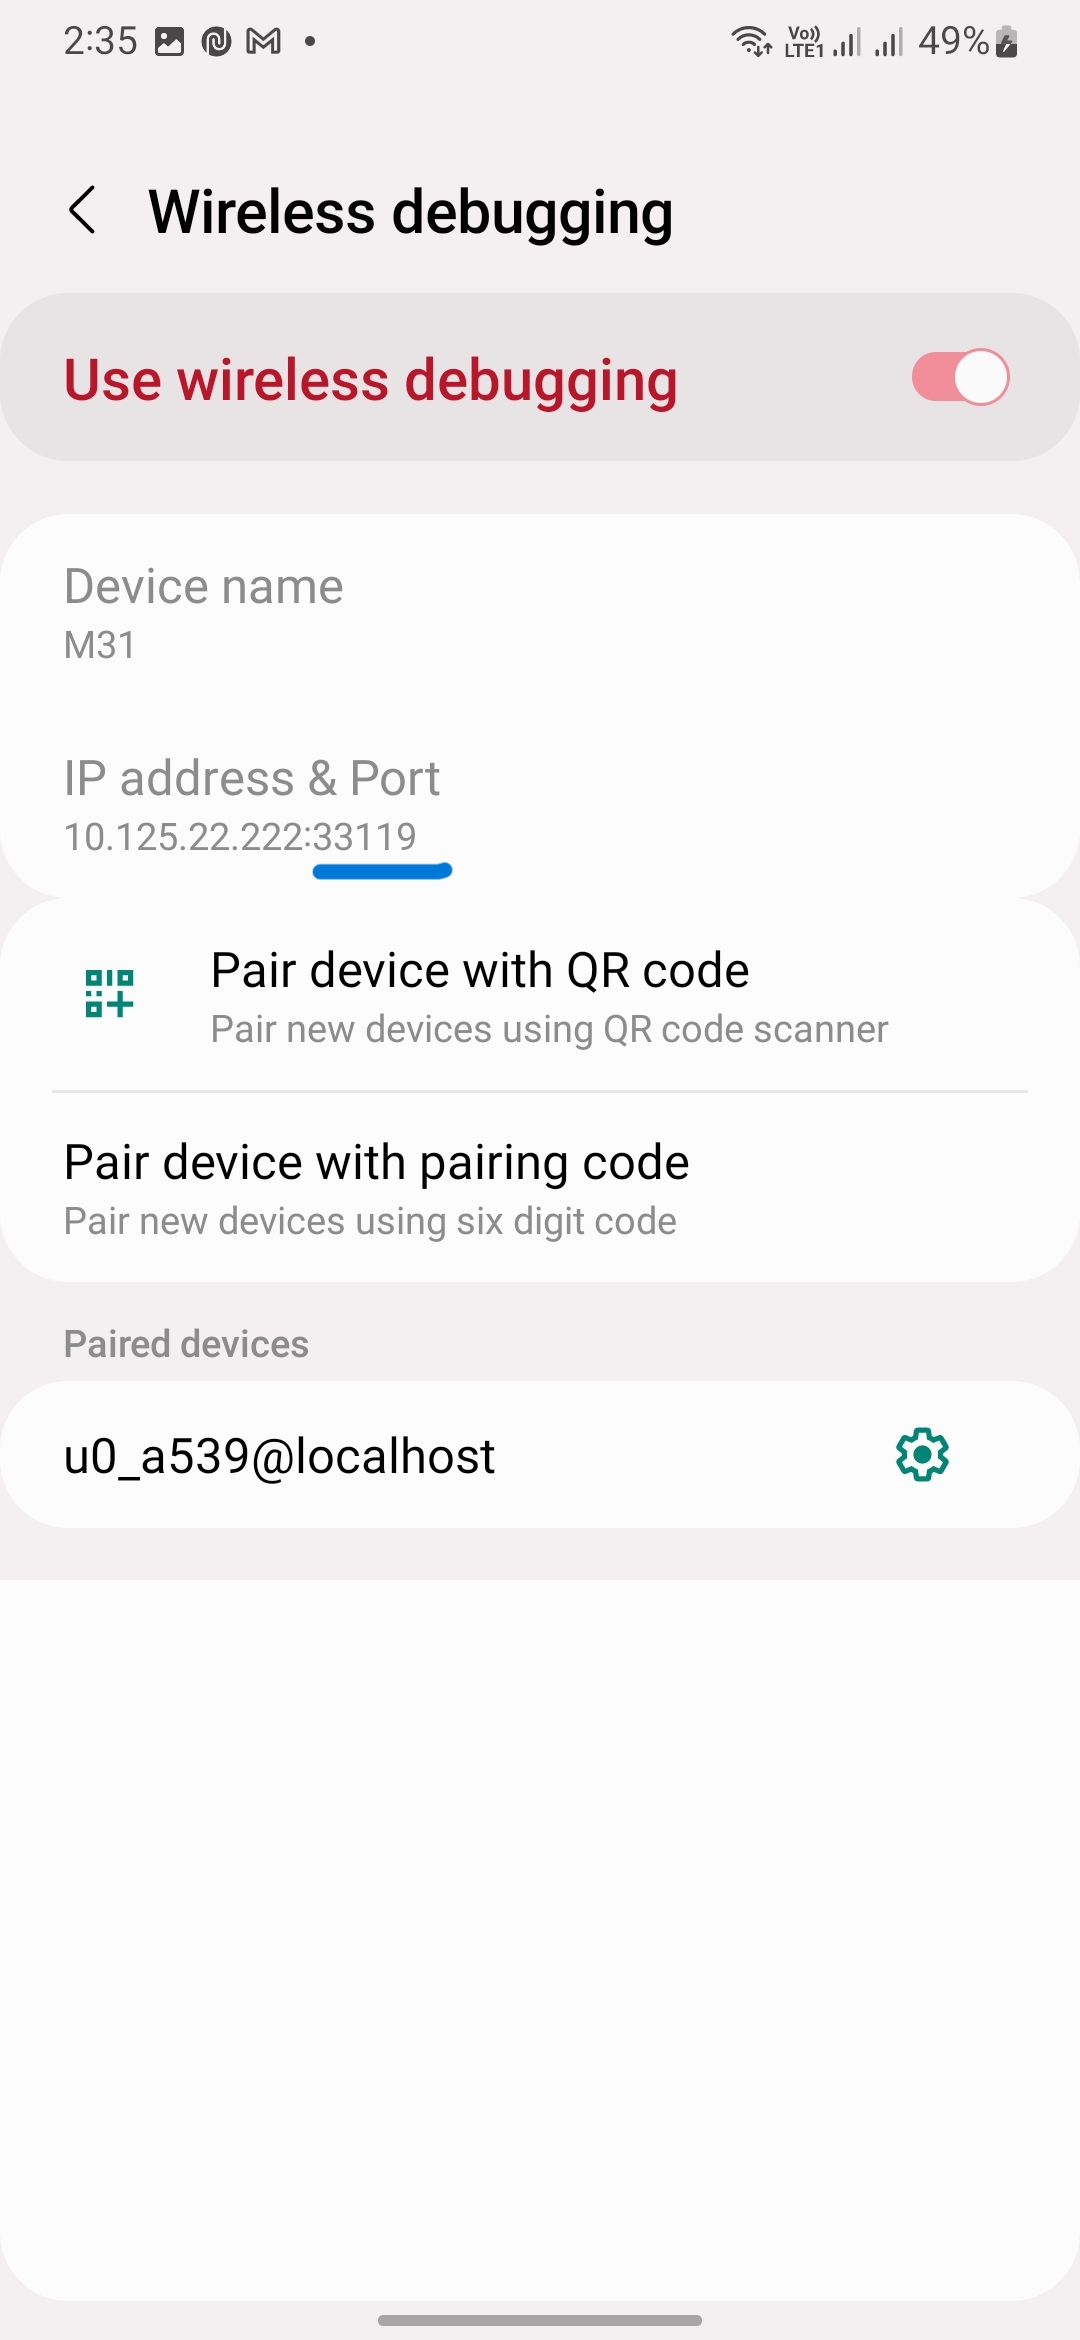 2:35
Vo)) LTE1
49%
Wireless debugging
Use wireless debugging
Device name
M31
IP address & Port
10.125.22.222:33119
Pair device with QR code
Pair new devices using QR code scanner
Pair device with pairing code
Pair new devices using six digit code
Paired devices
u0_a539@localhost